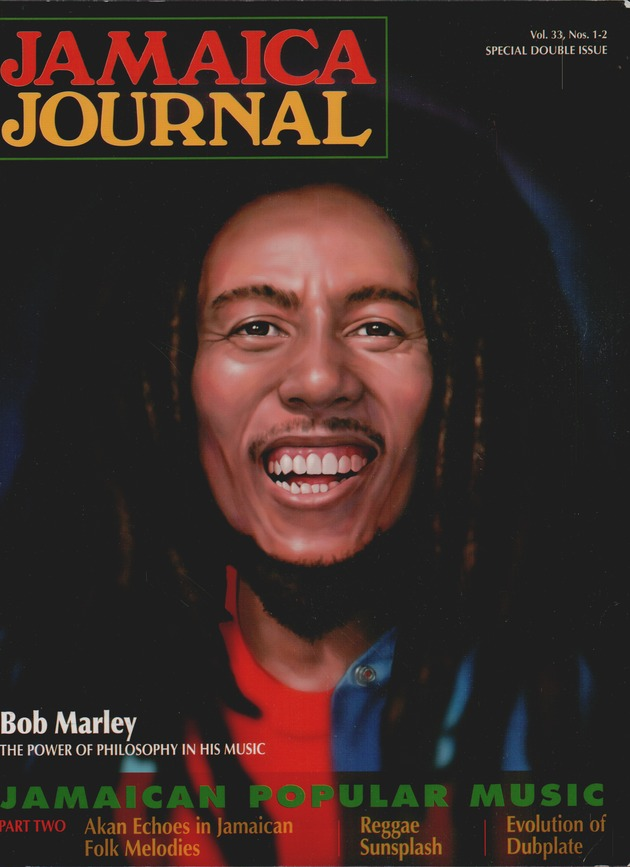 JAMAICA
JOURNAL
Vol. 33, Nos. 1-2
SPECIAL DOUBLE ISSUE
Bob Marley
THE POWER OF PHILOSOPHY IN HIS MUSIC
JAMAICAN POPULAR MUSIC
PART TWO
Akan Echoes in Jamaican
Folk Melodies
Reggae
Sunsplash
Evolution of
Dubplate